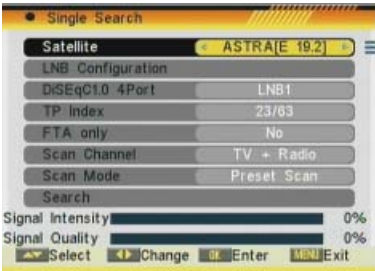 Single Search
Satellite ASTRA[E 19.2]
LNB Configuration
DiSEqC1.0 4Port LNB1
TP Index 23/63
FTA only No
Scan Channel TV + Radio
Scan Mode Preset Scan
Search
Signal Intensity 0%
Signal Quality 0%
Select Change OK Enter MENU Exit